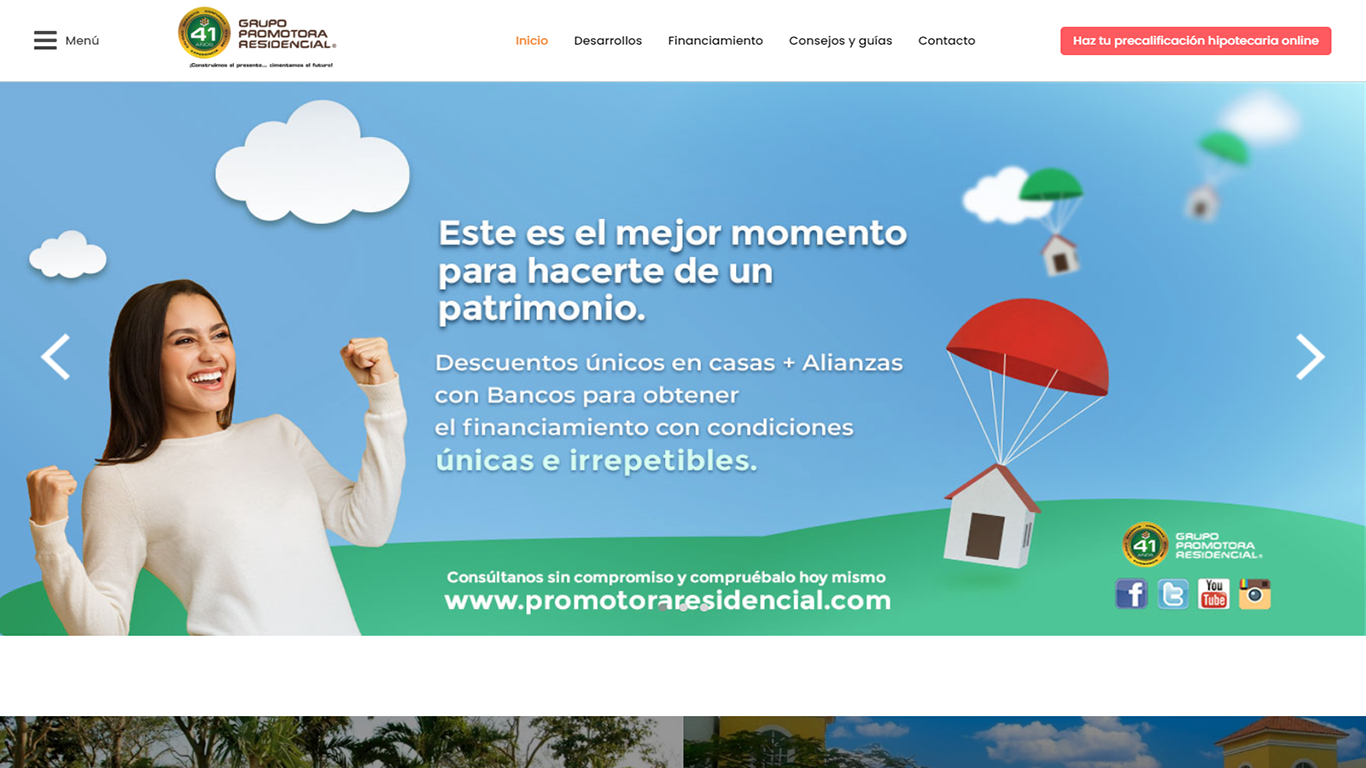 Menú
41
AÑOS
GRUPO
PROMOTORA
RESIDENCIAL®
¡Construimos el presente... cimentamos el futuro!
Inicio
Desarrollos
Financiamiento
Consejos y guías
Contacto
Haz tu precalificación hipotecaria online
Este es el mejor momento
para hacerte de un
patrimonio.
Descuentos únicos en casas + Alianzas
con Bancos para obtener
el financiamiento con condiciones
únicas e irrepetibles.
Consúltanos sin compromiso y compruébalo hoy mismo
www.promotoraresidencial.com
41
AÑOS
GRUPO
PROMOTORA
RESIDENCIAL®
You
Tube